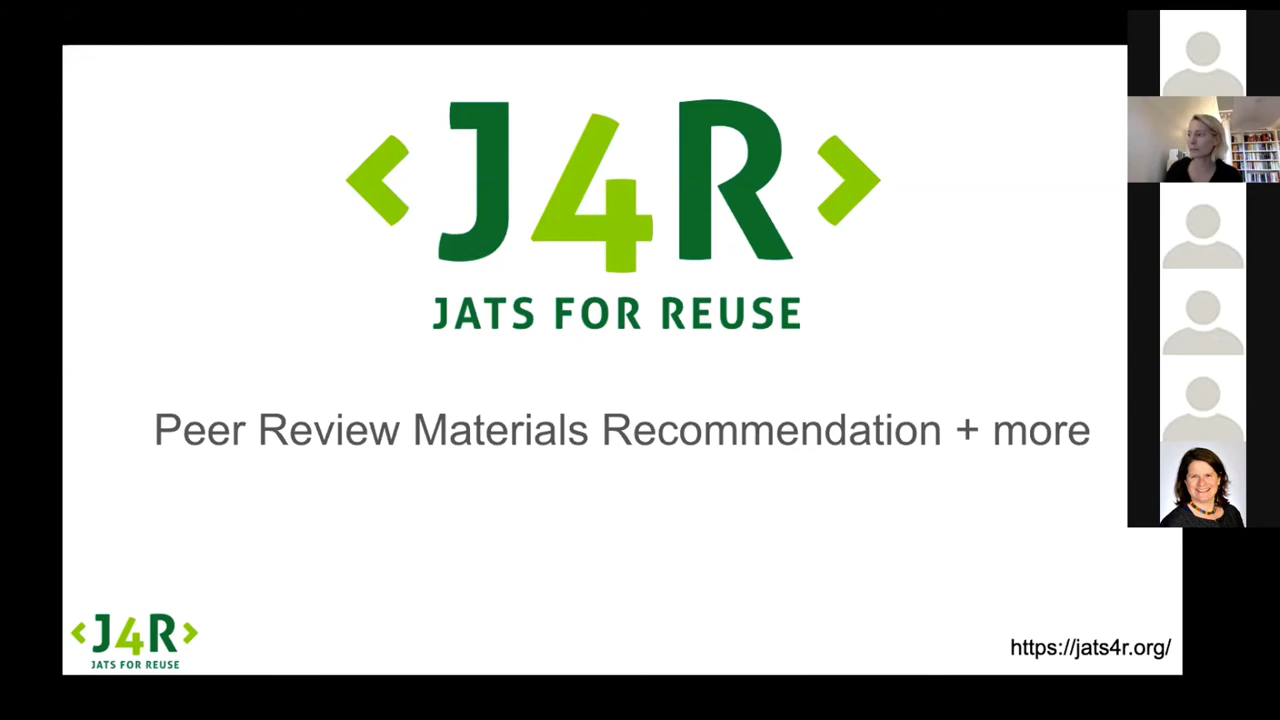 <J4R>
JATS FOR REUSE
Peer Review Materials Recommendation + more
<J4R>
JATS FOR REUSE
https://jats4r.org/